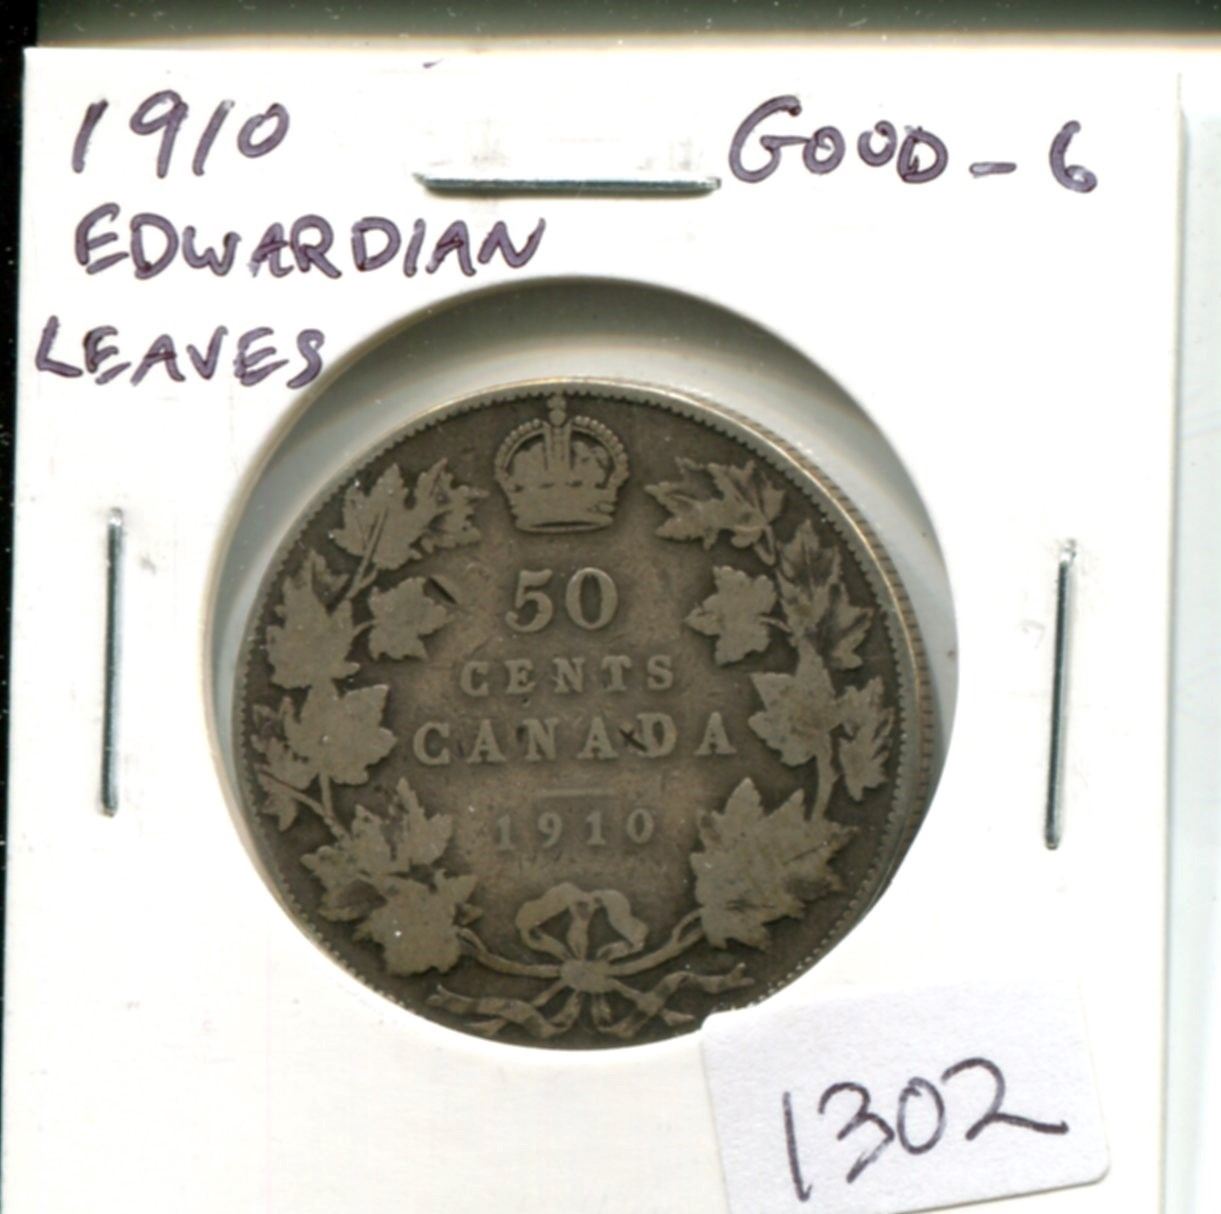 1910 GOOD-6
EDWARDIAN
LEAVES
50
CENTS
CANADA
1910
1302